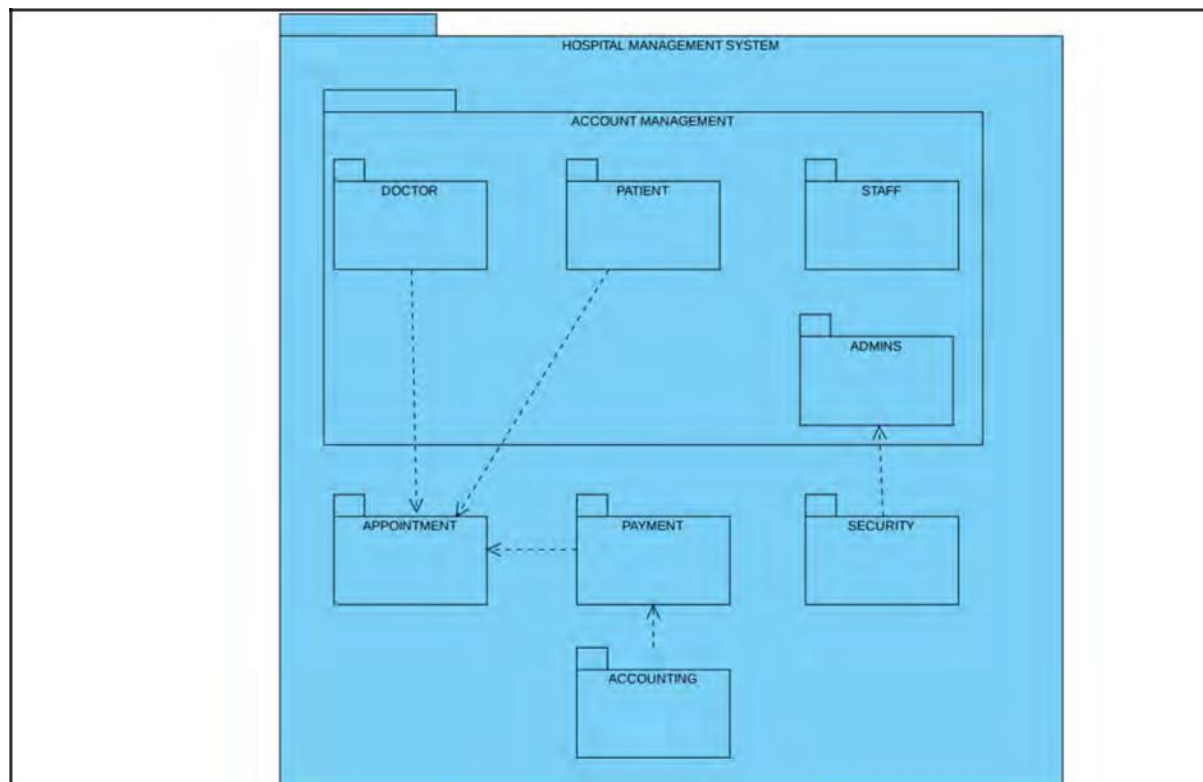 HOSPITAL MANAGEMENT SYSTEM
ACCOUNT MANAGEMENT
DOCTOR
PATIENT
STAFF
ADMINS
APPOINTMENT
PAYMENT
SECURITY
ACCOUNTING